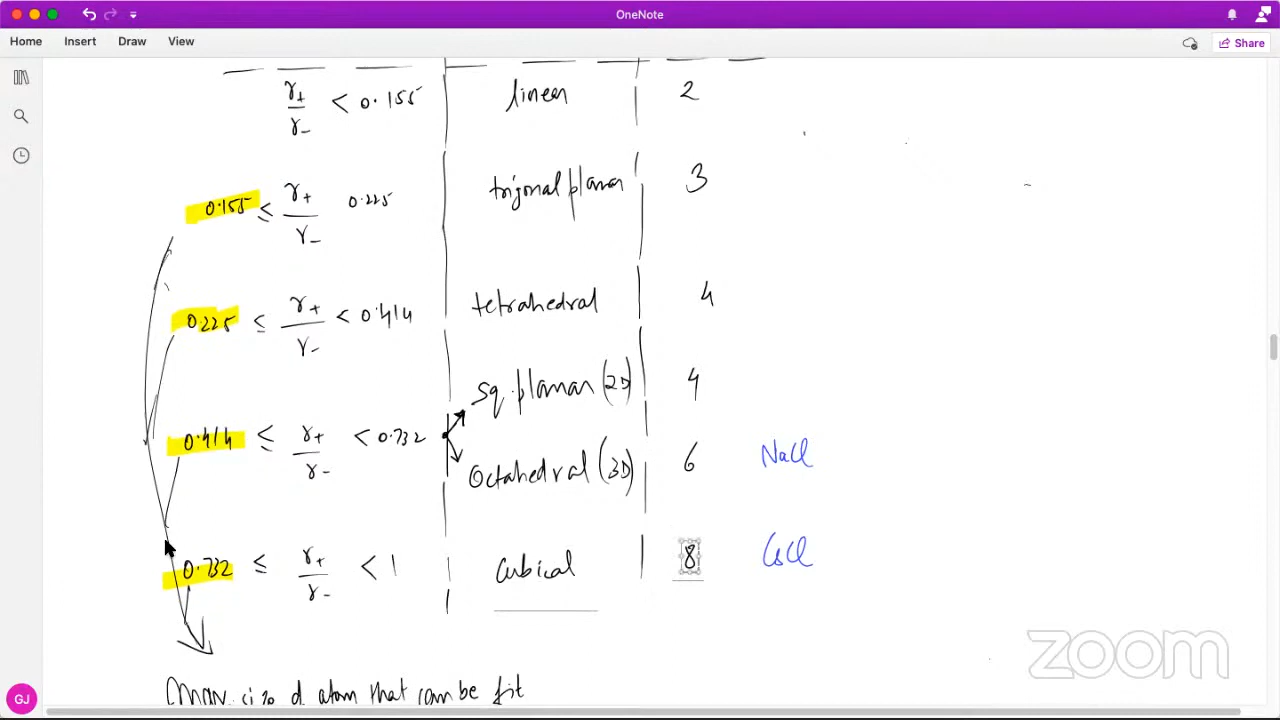 OneNote
Home Insert Draw View Share
r+/r- < 0.155 linear 2
0.155 ≤ r+/r- 0.225 trigonal planar 3
0.225 ≤ r+/r- < 0.414 tetrahedral 4
sq. planar (2D) 4
0.414 ≤ r+/r- < 0.732
Octahedral (3D) 6 NaCl
0.732 ≤ r+/r- < 1 Cubical 8 CsCl
zoom
GJ
Max. size of atom that can be fit